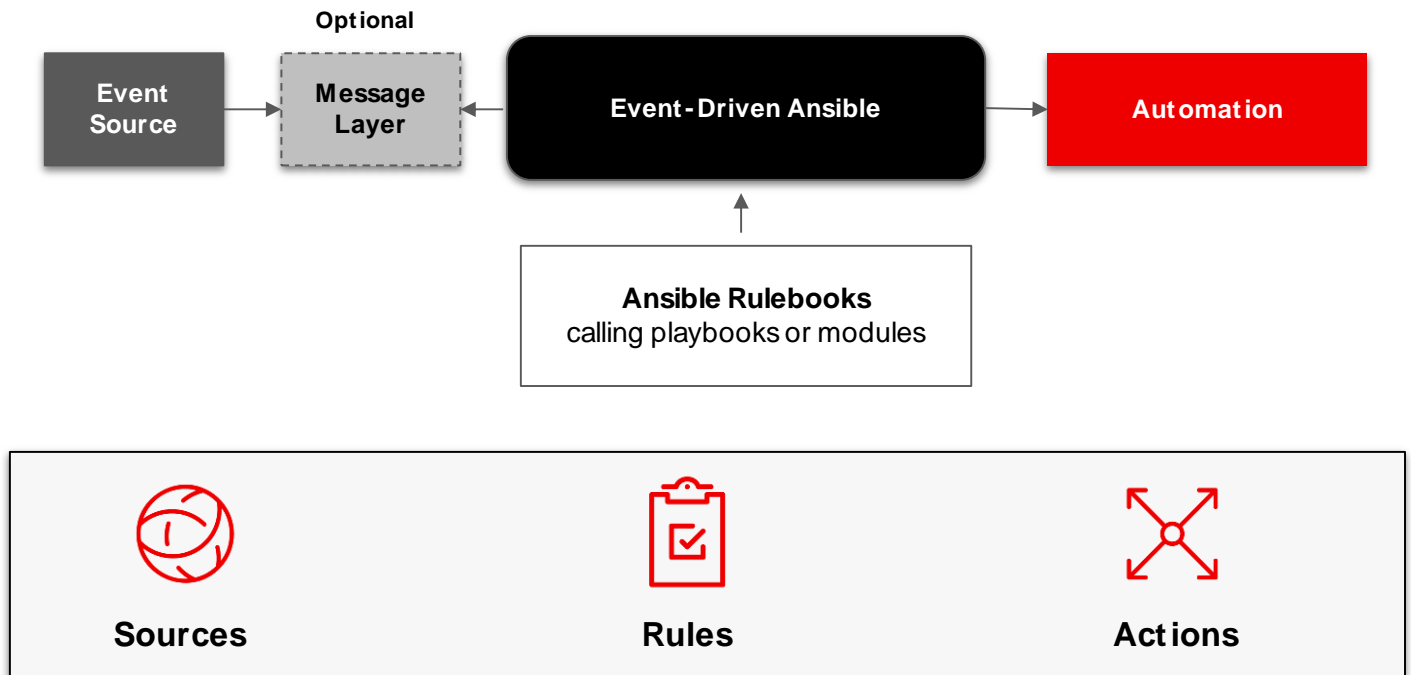 Optional
Event
Source
Message
Layer
Event-Driven Ansible
Automation
Ansible Rulebooks
calling playbooks or modules
Sources
Rules
Actions